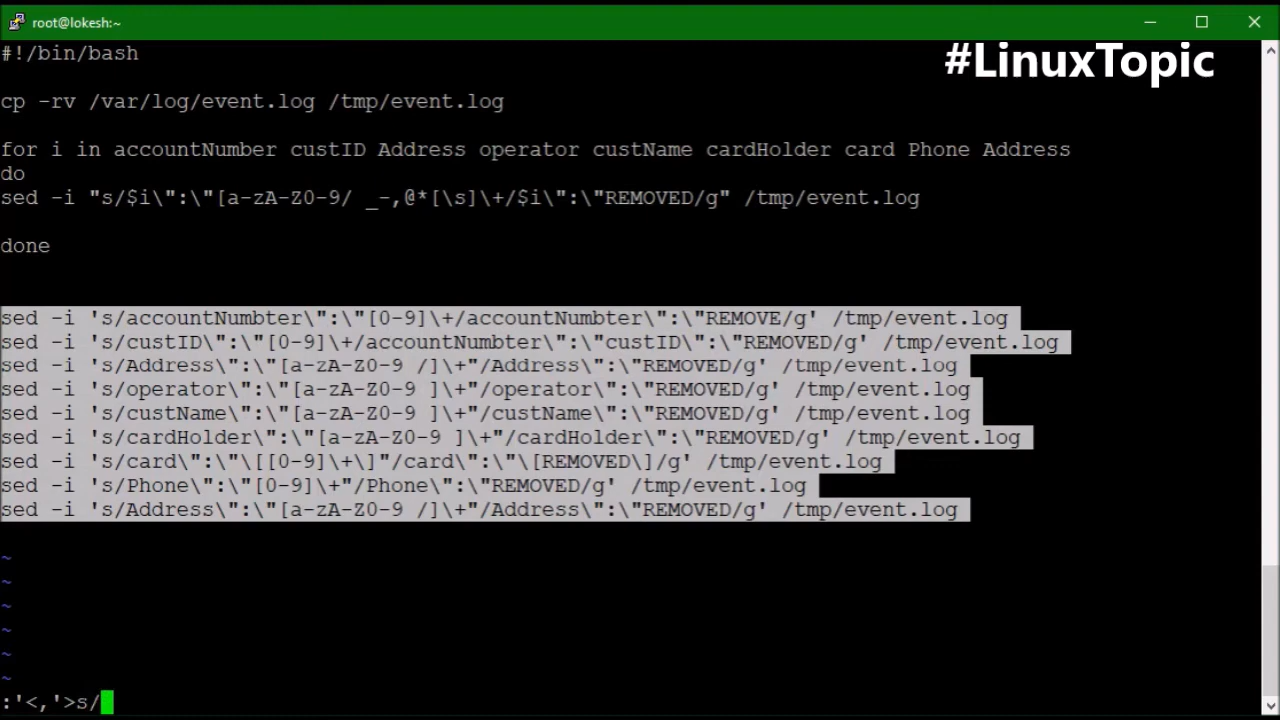 root@lokesh:~
#LinuxTopic
#!/bin/bash
cp -rv /var/log/event.log /tmp/event.log
for i in accountNumber custID Address operator custName cardHolder card Phone Address
do
sed -i "s/$i\":\"[a-zA-Z0-9/ _-,@*[\s]\+/$i\":\"REMOVED/g" /tmp/event.log
done
sed -i 's/accountNumbter\":\"[0-9]\+/accountNumbter\":\"REMOVE/g' /tmp/event.log
sed -i 's/custID\":\"[0-9]\+/accountNumbter\":\"custID\":\"REMOVED/g' /tmp/event.log
sed -i 's/Address\":\"[a-zA-Z0-9 /]\+"/Address\":\"REMOVED/g' /tmp/event.log
sed -i 's/operator\":\"[a-zA-Z0-9 ]\+"/operator\":\"REMOVED/g' /tmp/event.log
sed -i 's/custName\":\"[a-zA-Z0-9 ]\+"/custName\":\"REMOVED/g' /tmp/event.log
sed -i 's/cardHolder\":\"[a-zA-Z0-9 ]\+"/cardHolder\":\"REMOVED/g' /tmp/event.log
sed -i 's/card\":\"\[[0-9]\+\]"/card\":\"\[REMOVED\]/g' /tmp/event.log
sed -i 's/Phone\":\"[0-9]\+"/Phone\":\"REMOVED/g' /tmp/event.log
sed -i 's/Address\":\"[a-zA-Z0-9 /]\+"/Address\":\"REMOVED/g' /tmp/event.log
~
~
~
~
~
~
:'<,'>s/